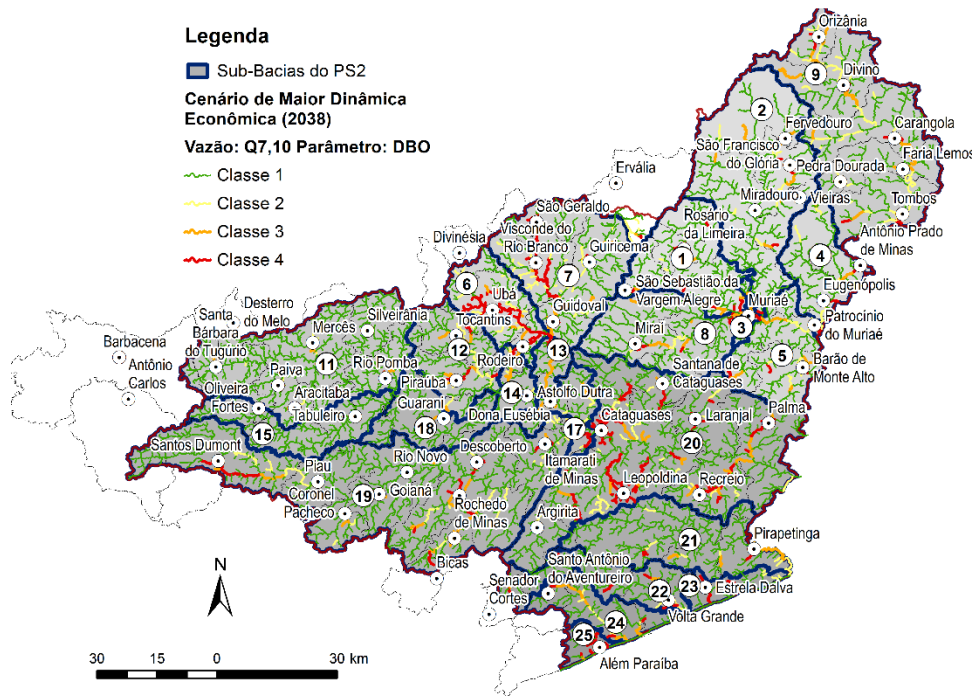 Legenda
Sub-Bacias do PS2
Cenário de Maior Dinâmica
Econômica (2038)
Vazão: Q7,10 Parâmetro: DBO
Classe 1
Classe 2
Classe 3
Classe 4
Orizânia
9
Divino
2
Fervedouro
Carangola
São Francisco
do Glória
Faria Lemos
Pedra Dourada
Ervália
Miradouro
Vieiras
Tombos
São Geraldo
Rosário
da Limeira
Antônio Prado
de Minas
Visconde do
Rio Branco
Divinésia
Guiricema
1
4
7
6
São Sebastião da
Vargem Alegre
Eugenópolis
Ubá
Guidoval
Muriaé
Patrocínio
do Muriaé
Desterro
do Melo
Santa
Bárbara
do Tugúrio
Silveirânia
Mercês
Tocantins
8
3
Barbacena
Miraí
12
13
5
Rodeiro
Barão de
Monte Alto
Antônio
Carlos
11
Rio Pomba
Santana de
Cataguases
Paiva
Piraúba
Oliveira
Fortes
Aracitaba
14
Astolfo Dutra
Palma
Tabuleiro
Guarani
Dona Eusébia
Cataguases
Laranjal
15
18
17
20
Santos Dumont
Descoberto
Itamarati
de Minas
Piau
Rio Novo
Leopoldina
Recreio
Coronel
Pacheco
19
Goianá
Rochedo
de Minas
Argirita
21
Pirapetinga
Bicas
Santo Antônio
do Aventureiro
Senador
Cortes
22
23
Estrela Dalva
Volta Grande
24
25
Além Paraíba
N
30
15
0
30 km